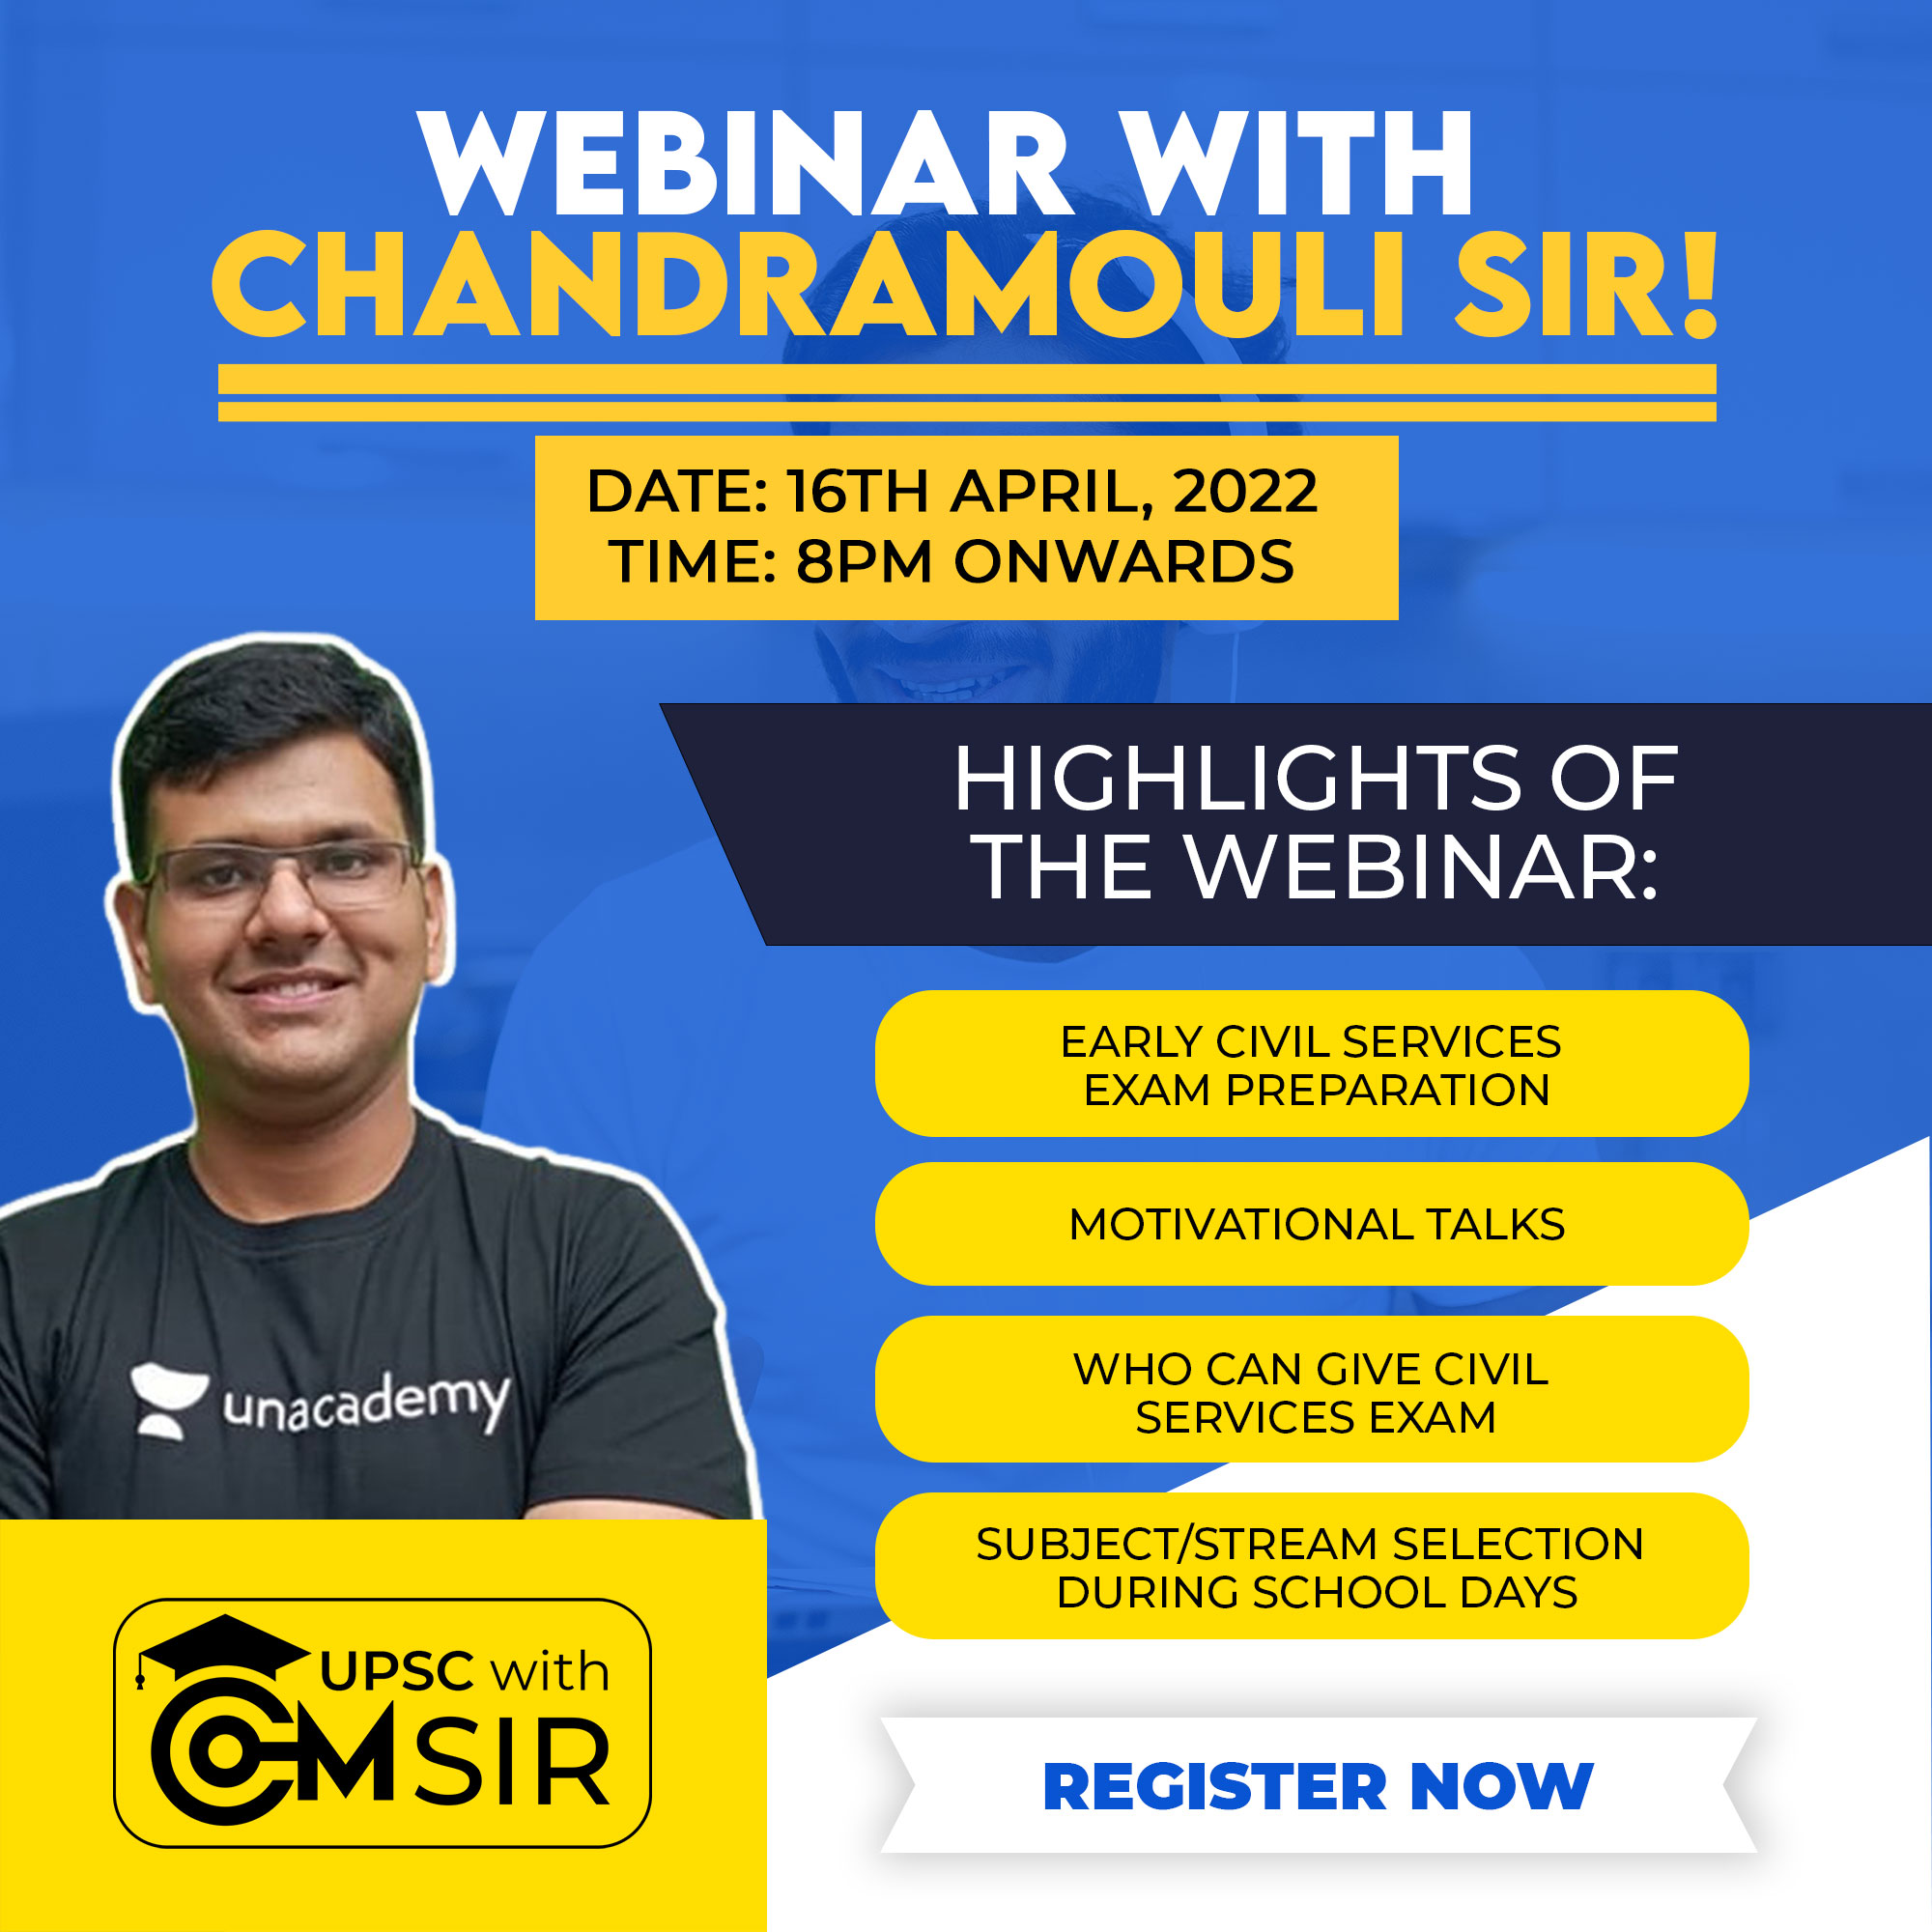 WEBINAR WITH
CHANDRAMOULI SIR!
DATE: 16TH APRIL, 2022
TIME: 8PM ONWARDS
HIGHLIGHTS OF
THE WEBINAR:
EARLY CIVIL SERVICES
EXAM PREPARATION
MOTIVATIONAL TALKS
WHO CAN GIVE CIVIL
SERVICES EXAM
SUBJECT/STREAM SELECTION
DURING SCHOOL DAYS
unacademy
UPSC with
CM SIR
REGISTER NOW